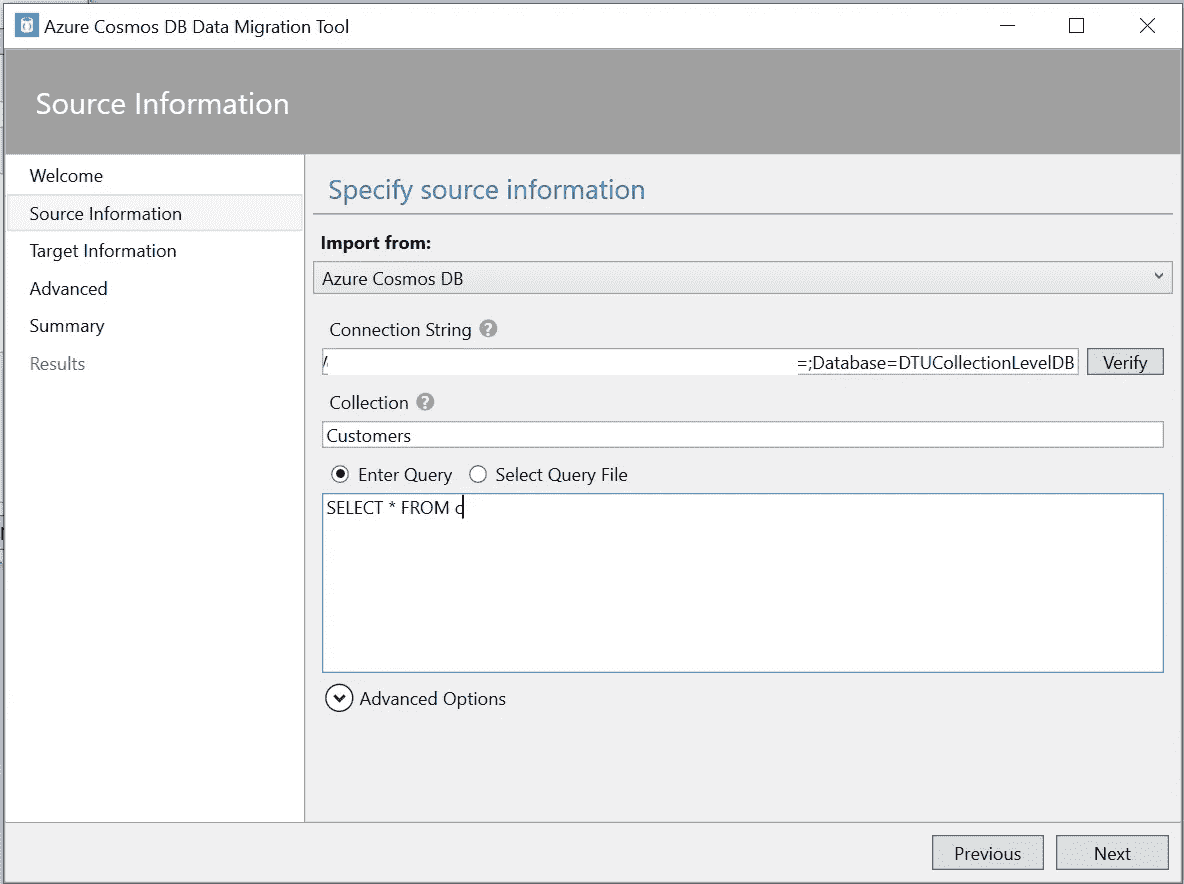 Azure Cosmos DB Data Migration Tool
Source Information
Welcome
Source Information
Target Information
Advanced
Summary
Results
Specify source information
Import from:
Azure Cosmos DB
Connection String ?
=;Database=DTUCollectionLevelDB Verify
Collection ?
Customers
Enter Query Select Query File
SELECT * FROM c
Advanced Options
Previous Next